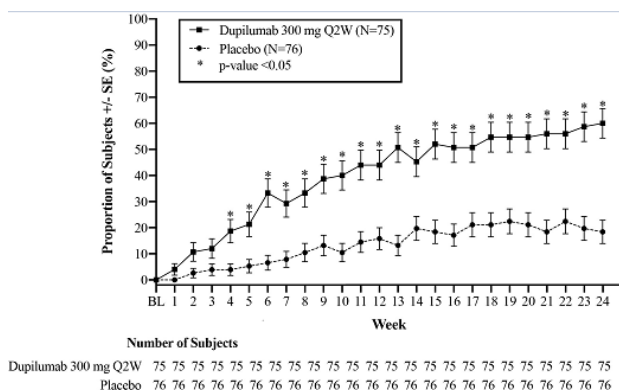 100
90
80
70
60
50
40
30
20
10
0
Proportion of Subjects +/- SE (%)
Dupilumab 300 mg Q2W (N=75)
Placebo (N=76)
* p-value <0.05
* * * * * * * * * * * * * * * * * * * * *
BL 1 2 3 4 5 6 7 8 9 10 11 12 13 14 15 16 17 18 19 20 21 22 23 24
Week
Number of Subjects
Dupilumab 300 mg Q2W 75 75 75 75 75 75 75 75 75 75 75 75 75 75 75 75 75 75 75 75 75 75 75 75 75
Placebo 76 76 76 76 76 76 76 76 76 76 76 76 76 76 76 76 76 76 76 76 76 76 76 76 76